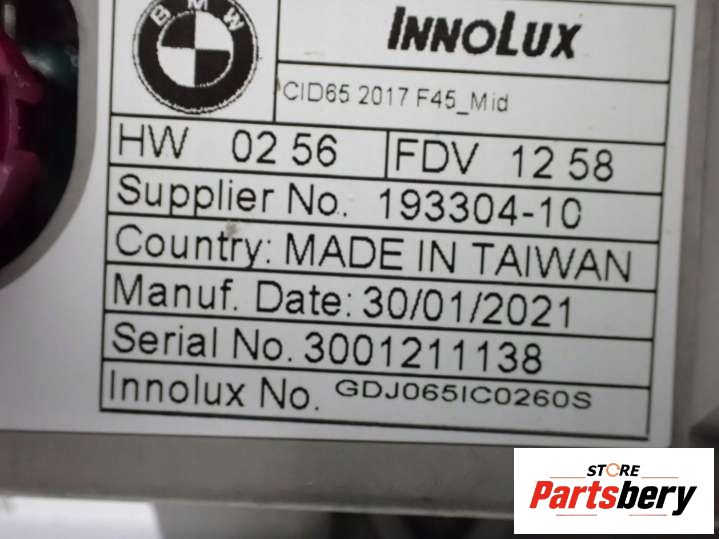 BMW
INNOLUX
CID65 2017 F45_Mid
HW 02 56 FDV 12 58
Supplier No. 193304-10
Country: MADE IN TAIWAN
Manuf. Date: 30/01/2021
Serial No. 3001211138
Innolux No. GDJ065IC0260S
STORE
Partsbery